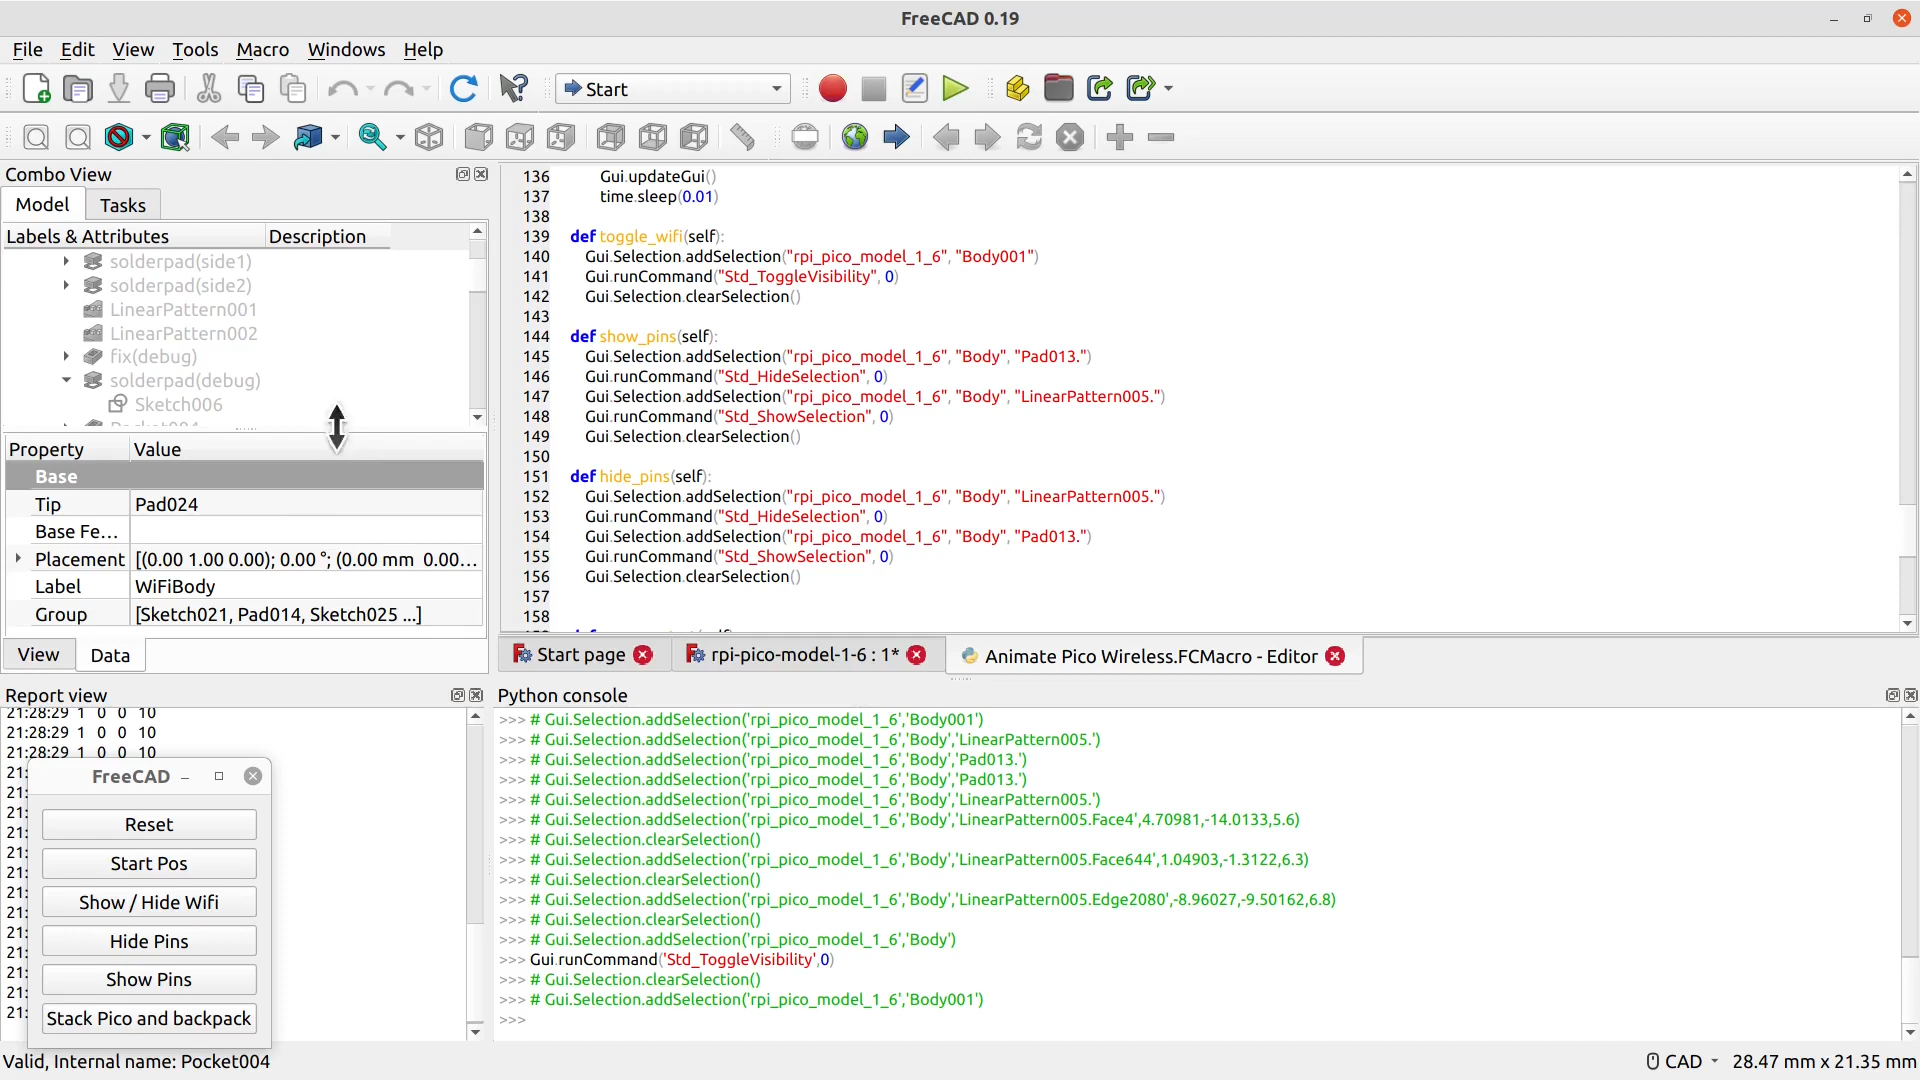 FreeCAD 0.19
File Edit View Tools Macro Windows Help
Start
Combo View
Model Tasks
Labels & Attributes Description
solderpad(side1)
solderpad(side2)
LinearPattern001
LinearPattern002
fix(debug)
solderpad(debug)
Sketch006
Property Value
Base
Tip Pad024
Base Fe...
Placement [(0.00 1.00 0.00); 0.00 °; (0.00 mm 0.00...
Label WiFiBody
Group [Sketch021, Pad014, Sketch025 ...]
View Data
136 Gui.updateGui()
137 time.sleep(0.01)
138
139 def toggle_wifi(self):
140 Gui.Selection.addSelection("rpi_pico_model_1_6", "Body001")
141 Gui.runCommand("Std_ToggleVisibility", 0)
142 Gui.Selection.clearSelection()
143
144 def show_pins(self):
145 Gui.Selection.addSelection("rpi_pico_model_1_6", "Body", "Pad013.")
146 Gui.runCommand("Std_HideSelection", 0)
147 Gui.Selection.addSelection("rpi_pico_model_1_6", "Body", "LinearPattern005.")
148 Gui.runCommand("Std_ShowSelection", 0)
149 Gui.Selection.clearSelection()
150
151 def hide_pins(self):
152 Gui.Selection.addSelection("rpi_pico_model_1_6", "Body", "LinearPattern005.")
153 Gui.runCommand("Std_HideSelection", 0)
154 Gui.Selection.addSelection("rpi_pico_model_1_6", "Body", "Pad013.")
155 Gui.runCommand("Std_ShowSelection", 0)
156 Gui.Selection.clearSelection()
157
158
Start page rpi-pico-model-1-6 : 1* Animate Pico Wireless.FCMacro - Editor
Report view
21:28:29 1 0 0 10
21:28:29 1 0 0 10
21:28:29 1 0 0 10
FreeCAD
Reset
Start Pos
Show / Hide Wifi
Hide Pins
Show Pins
Stack Pico and backpack
Python console
>>> # Gui.Selection.addSelection('rpi_pico_model_1_6','Body001')
>>> # Gui.Selection.addSelection('rpi_pico_model_1_6','Body','LinearPattern005.')
>>> # Gui.Selection.addSelection('rpi_pico_model_1_6','Body','Pad013.')
>>> # Gui.Selection.addSelection('rpi_pico_model_1_6','Body','Pad013.')
>>> # Gui.Selection.addSelection('rpi_pico_model_1_6','Body','LinearPattern005.')
>>> # Gui.Selection.addSelection('rpi_pico_model_1_6','Body','LinearPattern005.Face4',4.70981,-14.0133,5.6)
>>> # Gui.Selection.clearSelection()
>>> # Gui.Selection.addSelection('rpi_pico_model_1_6','Body','LinearPattern005.Face644',1.04903,-1.3122,6.3)
>>> # Gui.Selection.clearSelection()
>>> # Gui.Selection.addSelection('rpi_pico_model_1_6','Body','LinearPattern005.Edge2080',-8.96027,-9.50162,6.8)
>>> # Gui.Selection.clearSelection()
>>> # Gui.Selection.addSelection('rpi_pico_model_1_6','Body')
>>> Gui.runCommand('Std_ToggleVisibility',0)
>>> # Gui.Selection.clearSelection()
>>> # Gui.Selection.addSelection('rpi_pico_model_1_6','Body001')
>>>
Valid, Internal name: Pocket004
CAD 28.47 mm x 21.35 mm